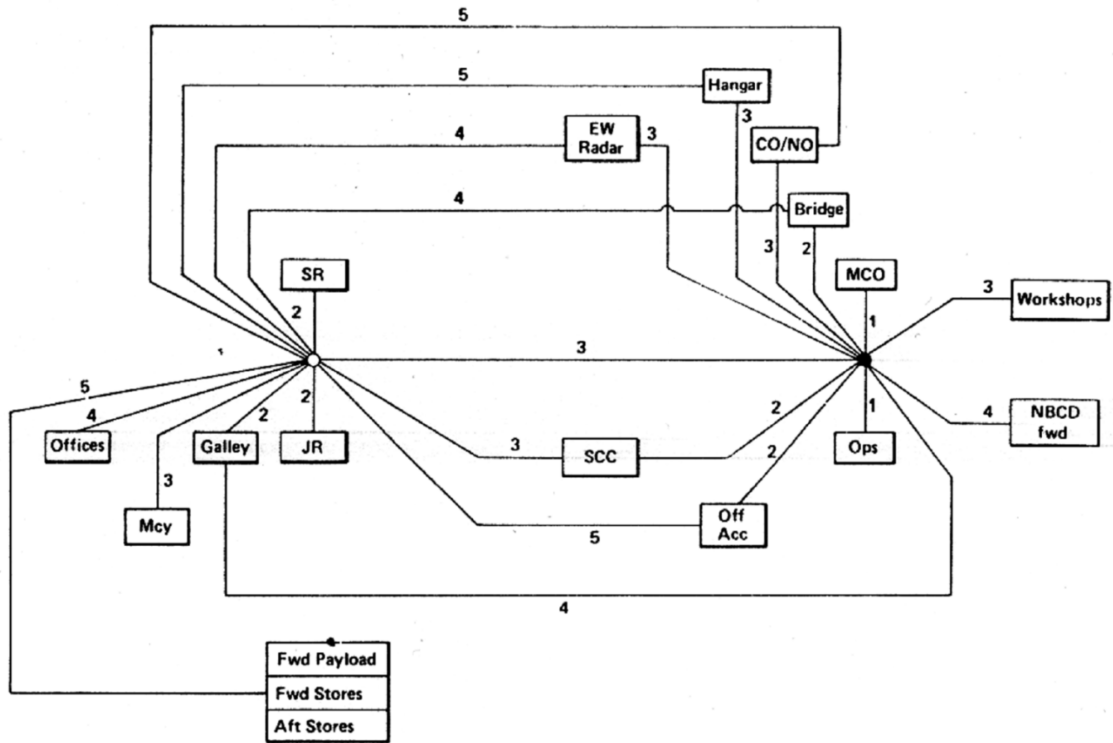 5
5
Hangar
3
4
EW
Radar
3
CO/NO
4
Bridge
3
2
SR
MCO
2
1
3
Workshops
3
5
4
2
2
1
4
NBCD
fwd
2
Offices
Galley
JR
3
SCC
2
Ops
3
Mcy
Off
Acc
5
4
Fwd Payload
Fwd Stores
Aft Stores